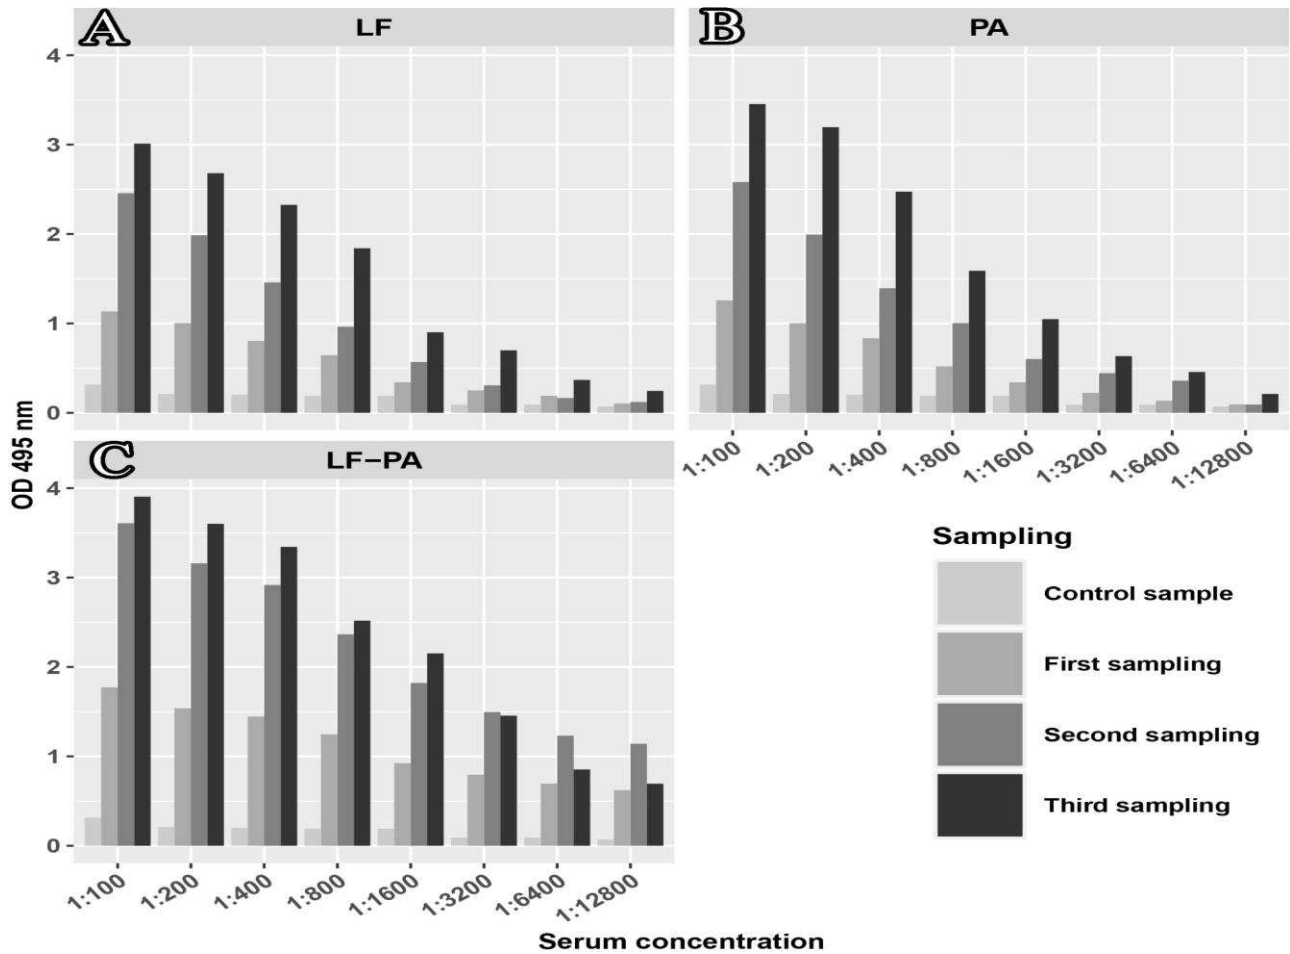 A LF
4
3
2
1
0
B PA
1:100 1:200 1:400 1:800 1:1600 1:3200 1:6400 1:12800
C LF–PA
4
3
2
1
0
1:100 1:200 1:400 1:800 1:1600 1:3200 1:6400 1:12800
OD 495 nm
Serum concentration
Sampling
Control sample
First sampling
Second sampling
Third sampling